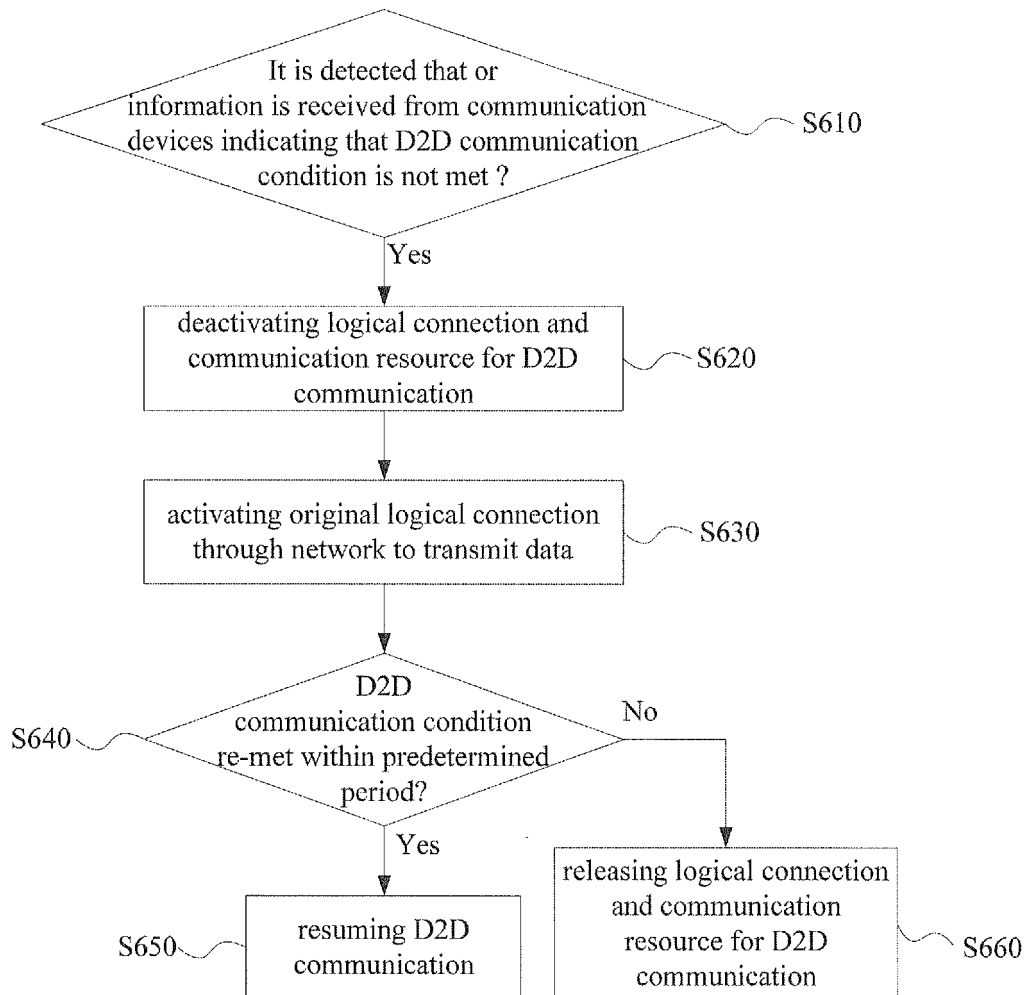 It is detected that or
information is received from communication
devices indicating that D2D communication
condition is not met ?
S610
Yes
deactivating logical connection and
communication resource for D2D
communication
S620
activating original logical connection
through network to transmit data
S630
D2D
communication condition
re-met within predetermined
period?
S640
No
Yes
resuming D2D
communication
S650
releasing logical connection
and communication
resource for D2D
communication
S660